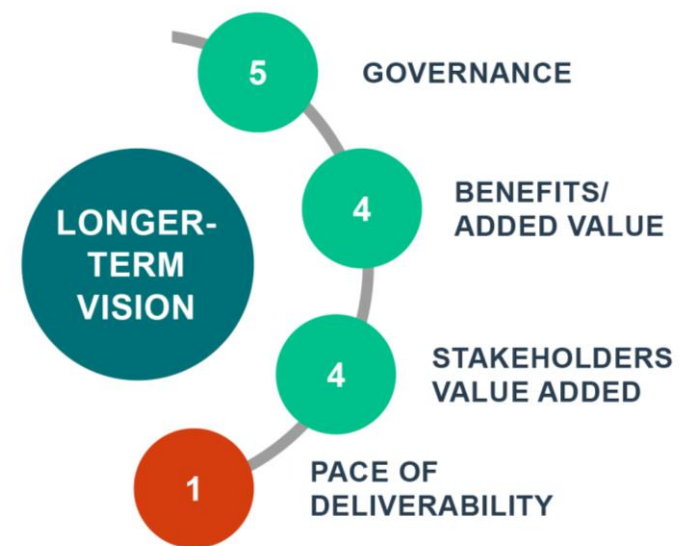 5
GOVERNANCE
LONGER-
TERM
VISION
4
BENEFITS/
ADDED VALUE
4
STAKEHOLDERS
VALUE ADDED
1
PACE OF
DELIVERABILITY